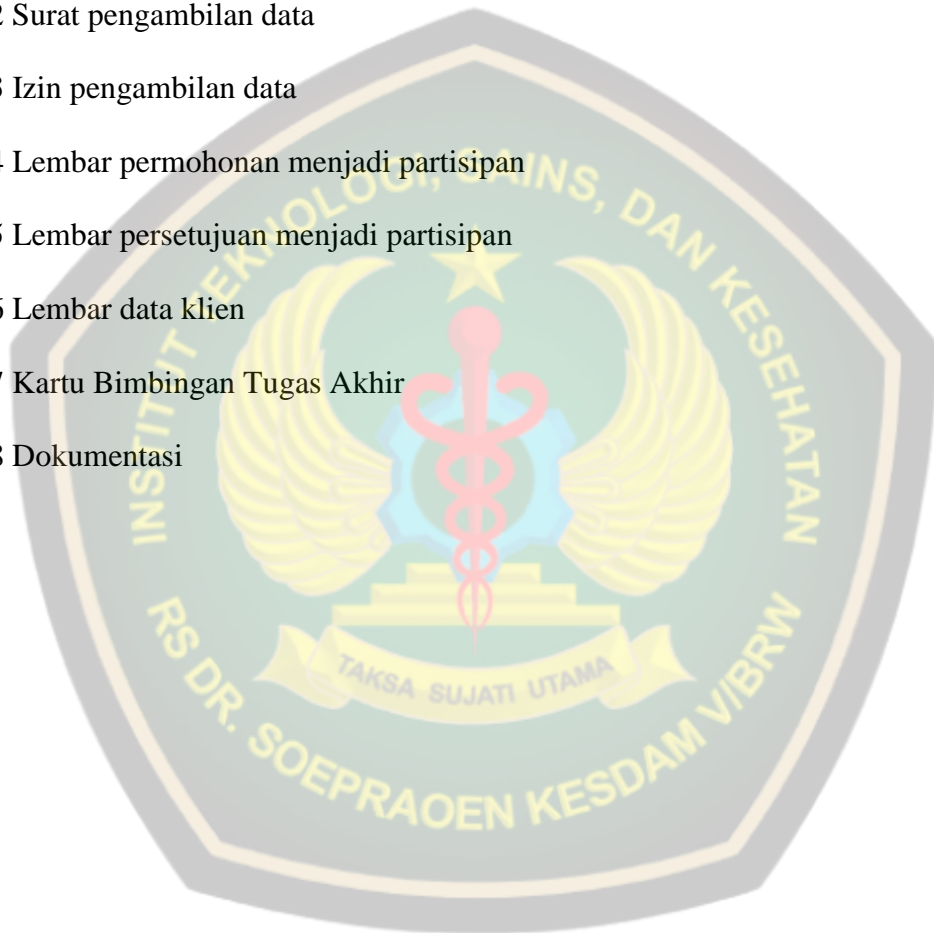 2 Surat pengambilan data
3 Izin pengambilan data
4 Lembar permohonan menjadi partisipan
5 Lembar persetujuan menjadi partisipan
6 Lembar data klien
7 Kartu Bimbingan Tugas Akhir
8 Dokumentasi
INSTITUT TEKNOLOGI, SAINS, DAN KESEHATAN
TAKSA SUJATI UTAMA
RS DR. SOEPRAOEN KESDAM V/BRW